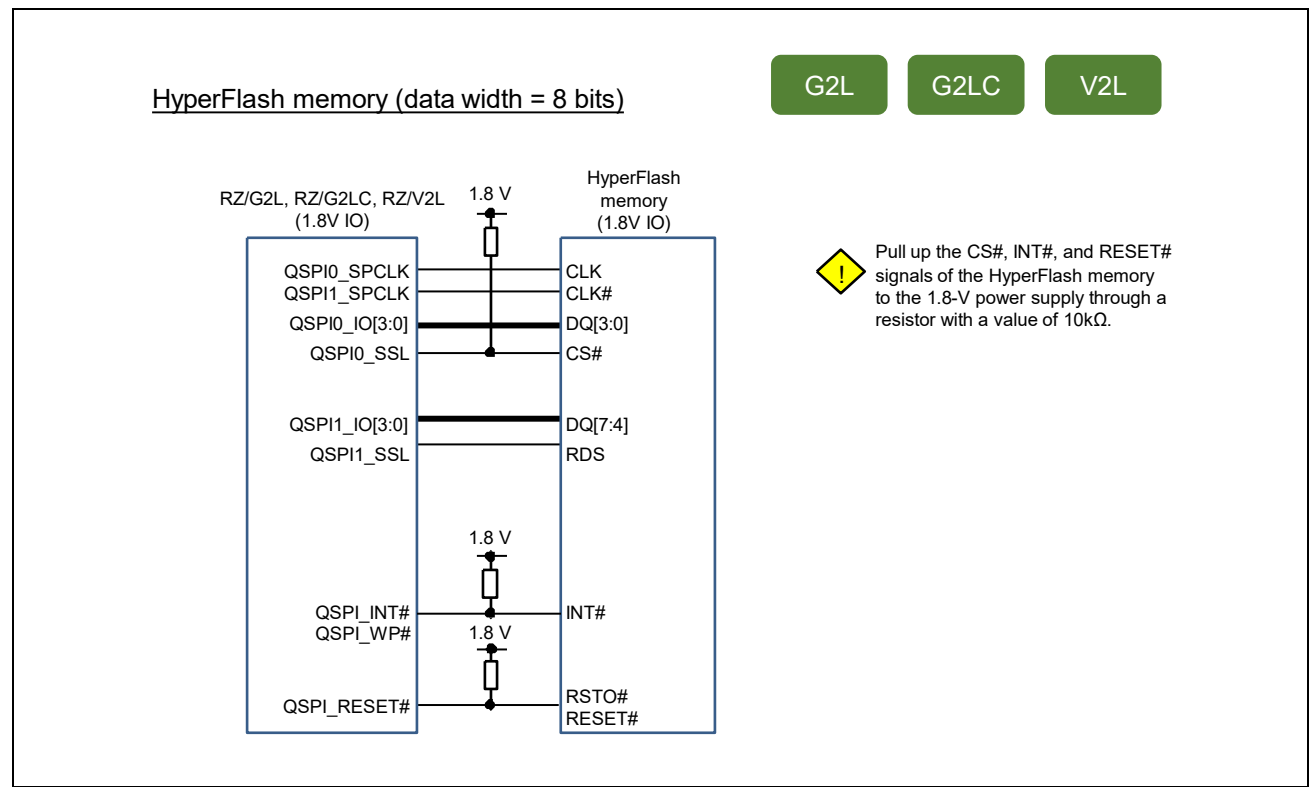 HyperFlash memory (data width = 8 bits)
G2L
G2LC
V2L
RZ/G2L, RZ/G2LC, RZ/V2L
(1.8V IO)
1.8 V
HyperFlash
memory
(1.8V IO)
QSPI0_SPCLK
QSPI1_SPCLK
QSPI0_IO[3:0]
QSPI0_SSL
QSPI1_IO[3:0]
QSPI1_SSL
QSPI_INT#
QSPI_WP#
QSPI_RESET#
1.8 V
1.8 V
CLK
CLK#
DQ[3:0]
CS#
DQ[7:4]
RDS
INT#
RSTO#
RESET#
!
Pull up the CS#, INT#, and RESET#
signals of the HyperFlash memory
to the 1.8-V power supply through a
resistor with a value of 10kΩ.